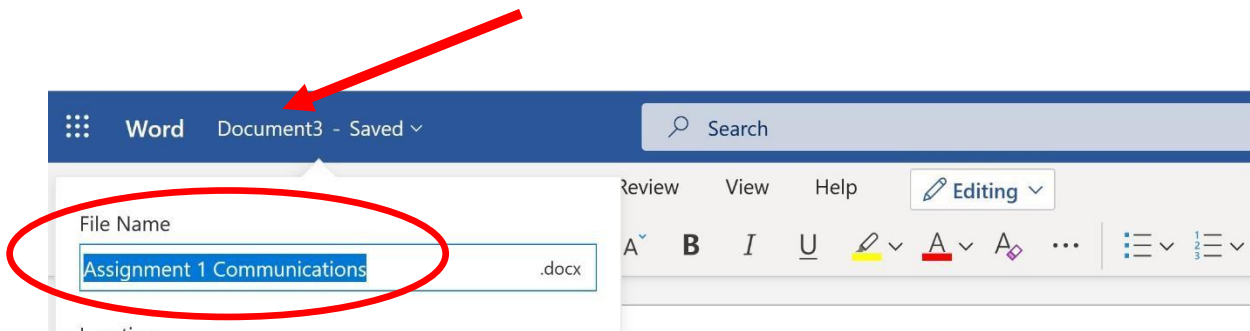 Word Document3 - Saved Search
Review View Help Editing
File Name
A B I U A A ...
Assignment 1 Communications .docx